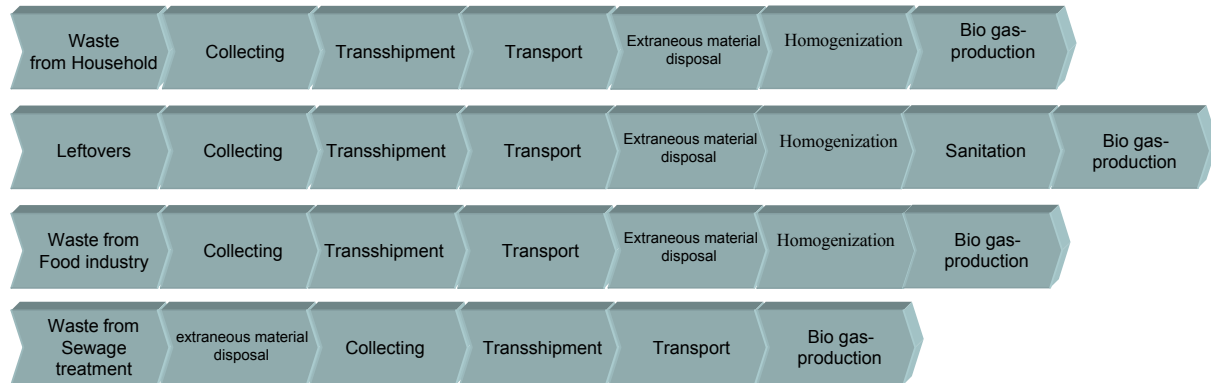 Waste
from Household
Collecting
Transshipment
Transport
Extraneous material
disposal
Homogenization
Bio gas-
production
Leftovers
Collecting
Transshipment
Transport
Extraneous material
disposal
Homogenization
Sanitation
Bio gas-
production
Waste from
Food industry
Collecting
Transshipment
Transport
Extraneous material
disposal
Homogenization
Bio gas-
production
Waste from
Sewage
treatment
extraneous material
disposal
Collecting
Transshipment
Transport
Bio gas-
production